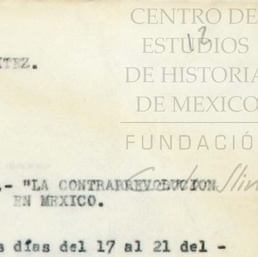 CENTRO DE
ESTUDIOS
12
DE HISTORIA
TEZ.
DE MEXICO
FUNDACIÓ
.- "LA CONTRARREVOLUCION
EN MEXICO.
s días del 17 al 21 del -